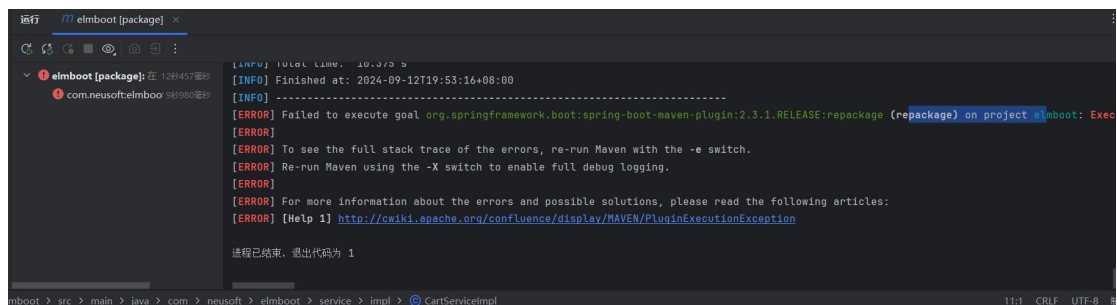 运行 m elmboot [package] ×
elmboot [package]: 在 12秒457毫秒
com.neusoft:elmboo 9秒980毫秒
[INFO] Total time: 10.375 s
[INFO] Finished at: 2024-09-12T19:53:16+08:00
[INFO] ------------------------------------------------------------------------
[ERROR] Failed to execute goal org.springframework.boot:spring-boot-maven-plugin:2.3.1.RELEASE:repackage (repackage) on project elmboot: Exec
[ERROR]
[ERROR] To see the full stack trace of the errors, re-run Maven with the -e switch.
[ERROR] Re-run Maven using the -X switch to enable full debug logging.
[ERROR]
[ERROR] For more information about the errors and possible solutions, please read the following articles:
[ERROR] [Help 1] http://cwiki.apache.org/confluence/display/MAVEN/PluginExecutionException
进程已结束，退出代码为 1
mboot > src > main > java > com > neusoft > elmboot > service > impl > CartServiceImpl 11:1 CRLF UTF-8